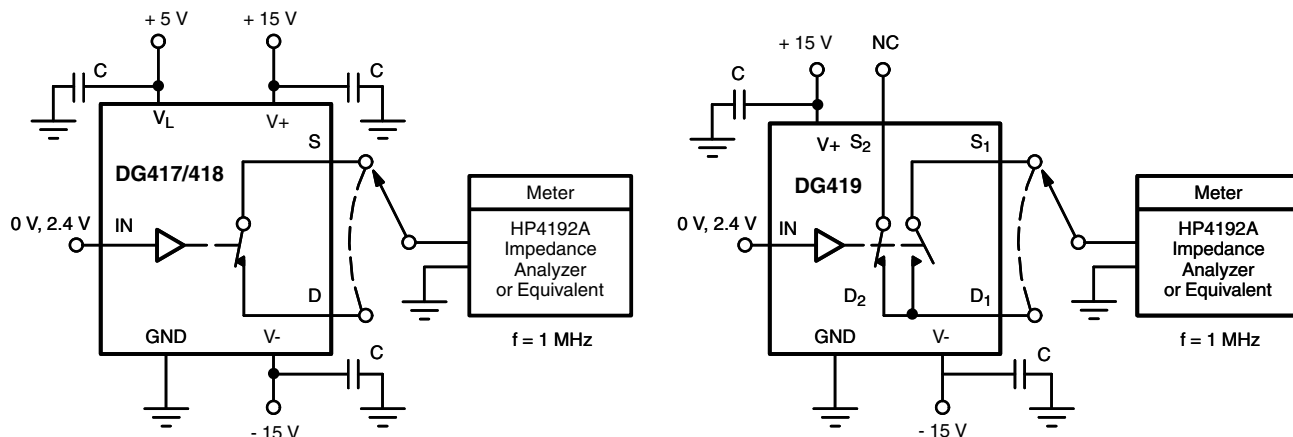 + 5 V
+ 15 V
C
C
VL
V+
S
DG417/418
0 V, 2.4 V
IN
D
GND
V-
C
- 15 V
Meter
HP4192A
Impedance
Analyzer
or Equivalent
f = 1 MHz
+ 15 V
NC
C
V+
S2
S1
DG419
0 V, 2.4 V
IN
D2
D1
GND
V-
C
- 15 V
Meter
HP4192A
Impedance
Analyzer
or Equivalent
f = 1 MHz